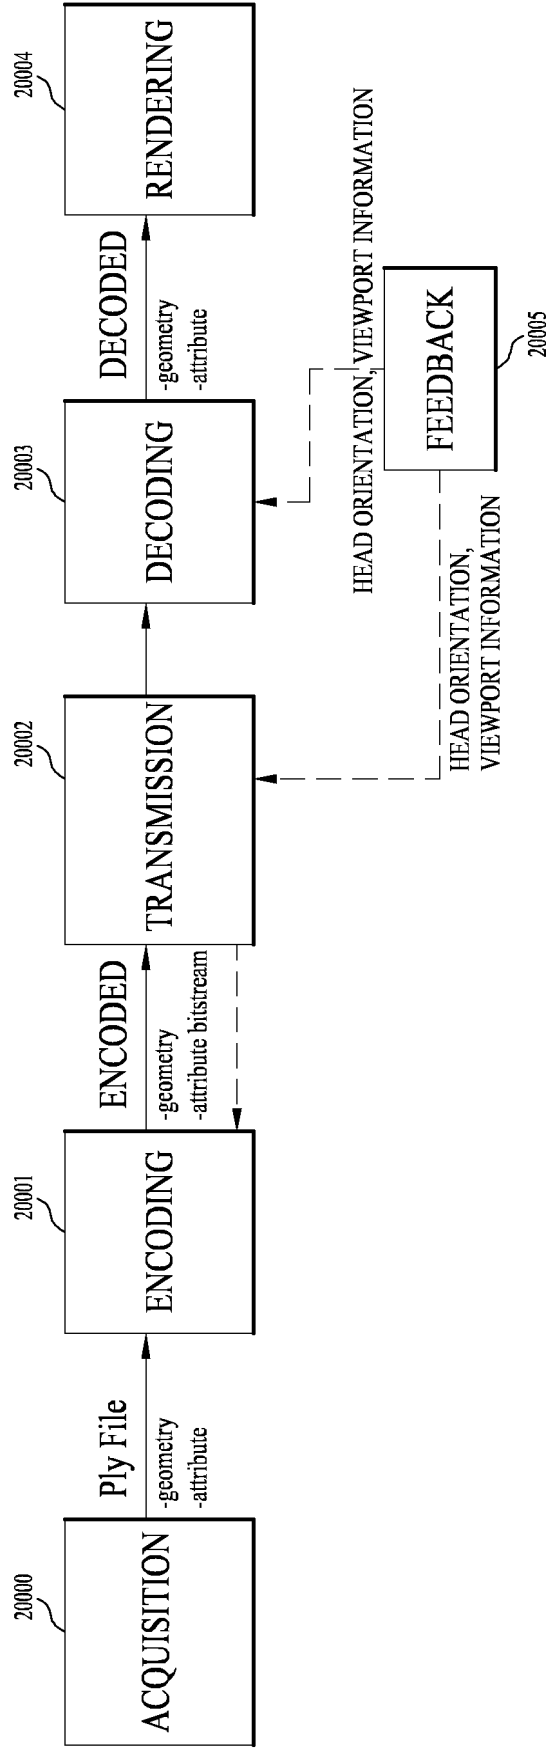 20000
ACQUISITION
Ply File
-geometry
-attribute
20001
ENCODING
ENCODED
-geometry
-attribute bitstream
20002
TRANSMISSION
20003
DECODING
DECODED
-geometry
-attribute
20004
RENDERING
HEAD ORIENTATION, VIEWPORT INFORMATION
FEEDBACK
20005
HEAD ORIENTATION,
VIEWPORT INFORMATION